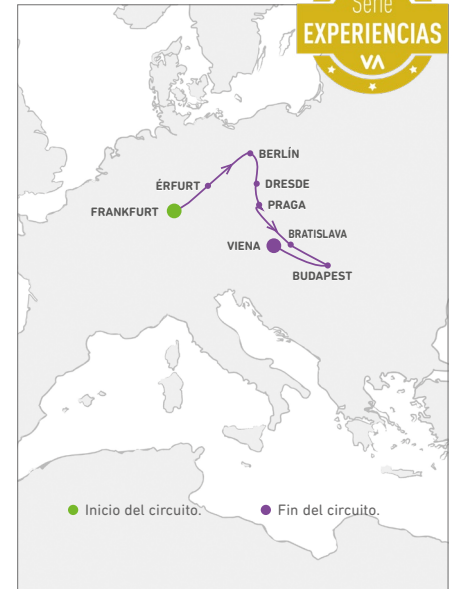 Serie
EXPERIENCIAS
VA
BERLÍN
ÉRFURT
DRESDE
PRAGA
FRANKFURT
BRATISLAVA
VIENA
BUDAPEST
Inicio del circuito.
Fin del circuito.